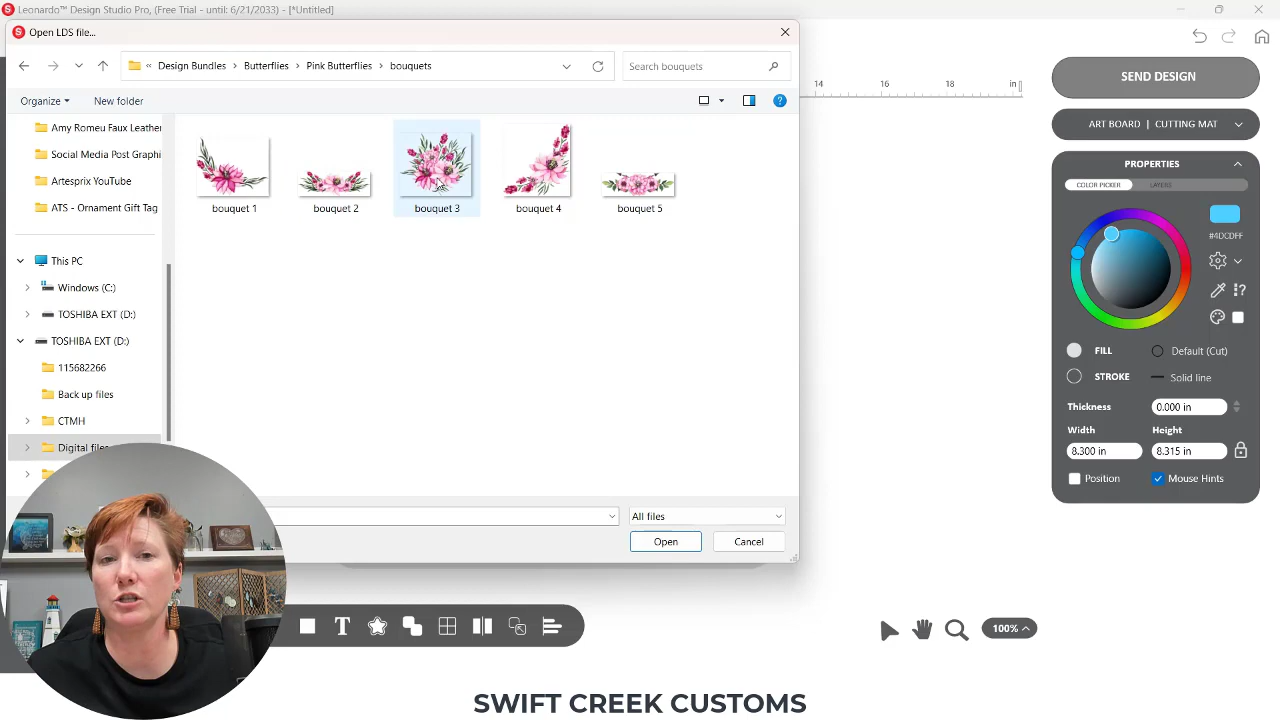 Leonardo™ Design Studio Pro, (Free Trial - until: 6/21/2033) - [*Untitled]
Open LDS file...
« Design Bundles > Butterflies > Pink Butterflies > bouquets
Search bouquets
Organize
New folder
Amy Romeu Faux Leather
Social Media Post Graphi
Artesprix YouTube
ATS - Ornament Gift Tag
This PC
Windows (C:)
TOSHIBA EXT (D:)
TOSHIBA EXT (D:)
115682266
Back up files
CTMH
Digital files
bouquet 1
bouquet 2
bouquet 3
bouquet 4
bouquet 5
All files
Open
Cancel
14
16
18
in
SEND DESIGN
ART BOARD | CUTTING MAT
PROPERTIES
COLOR PICKER
LAYERS
#4DCDFF
FILL
Default (Cut)
STROKE
Solid line
Thickness
0.000 in
Width
Height
8.300 in
8.315 in
Position
Mouse Hints
100%
SWIFT CREEK CUSTOMS